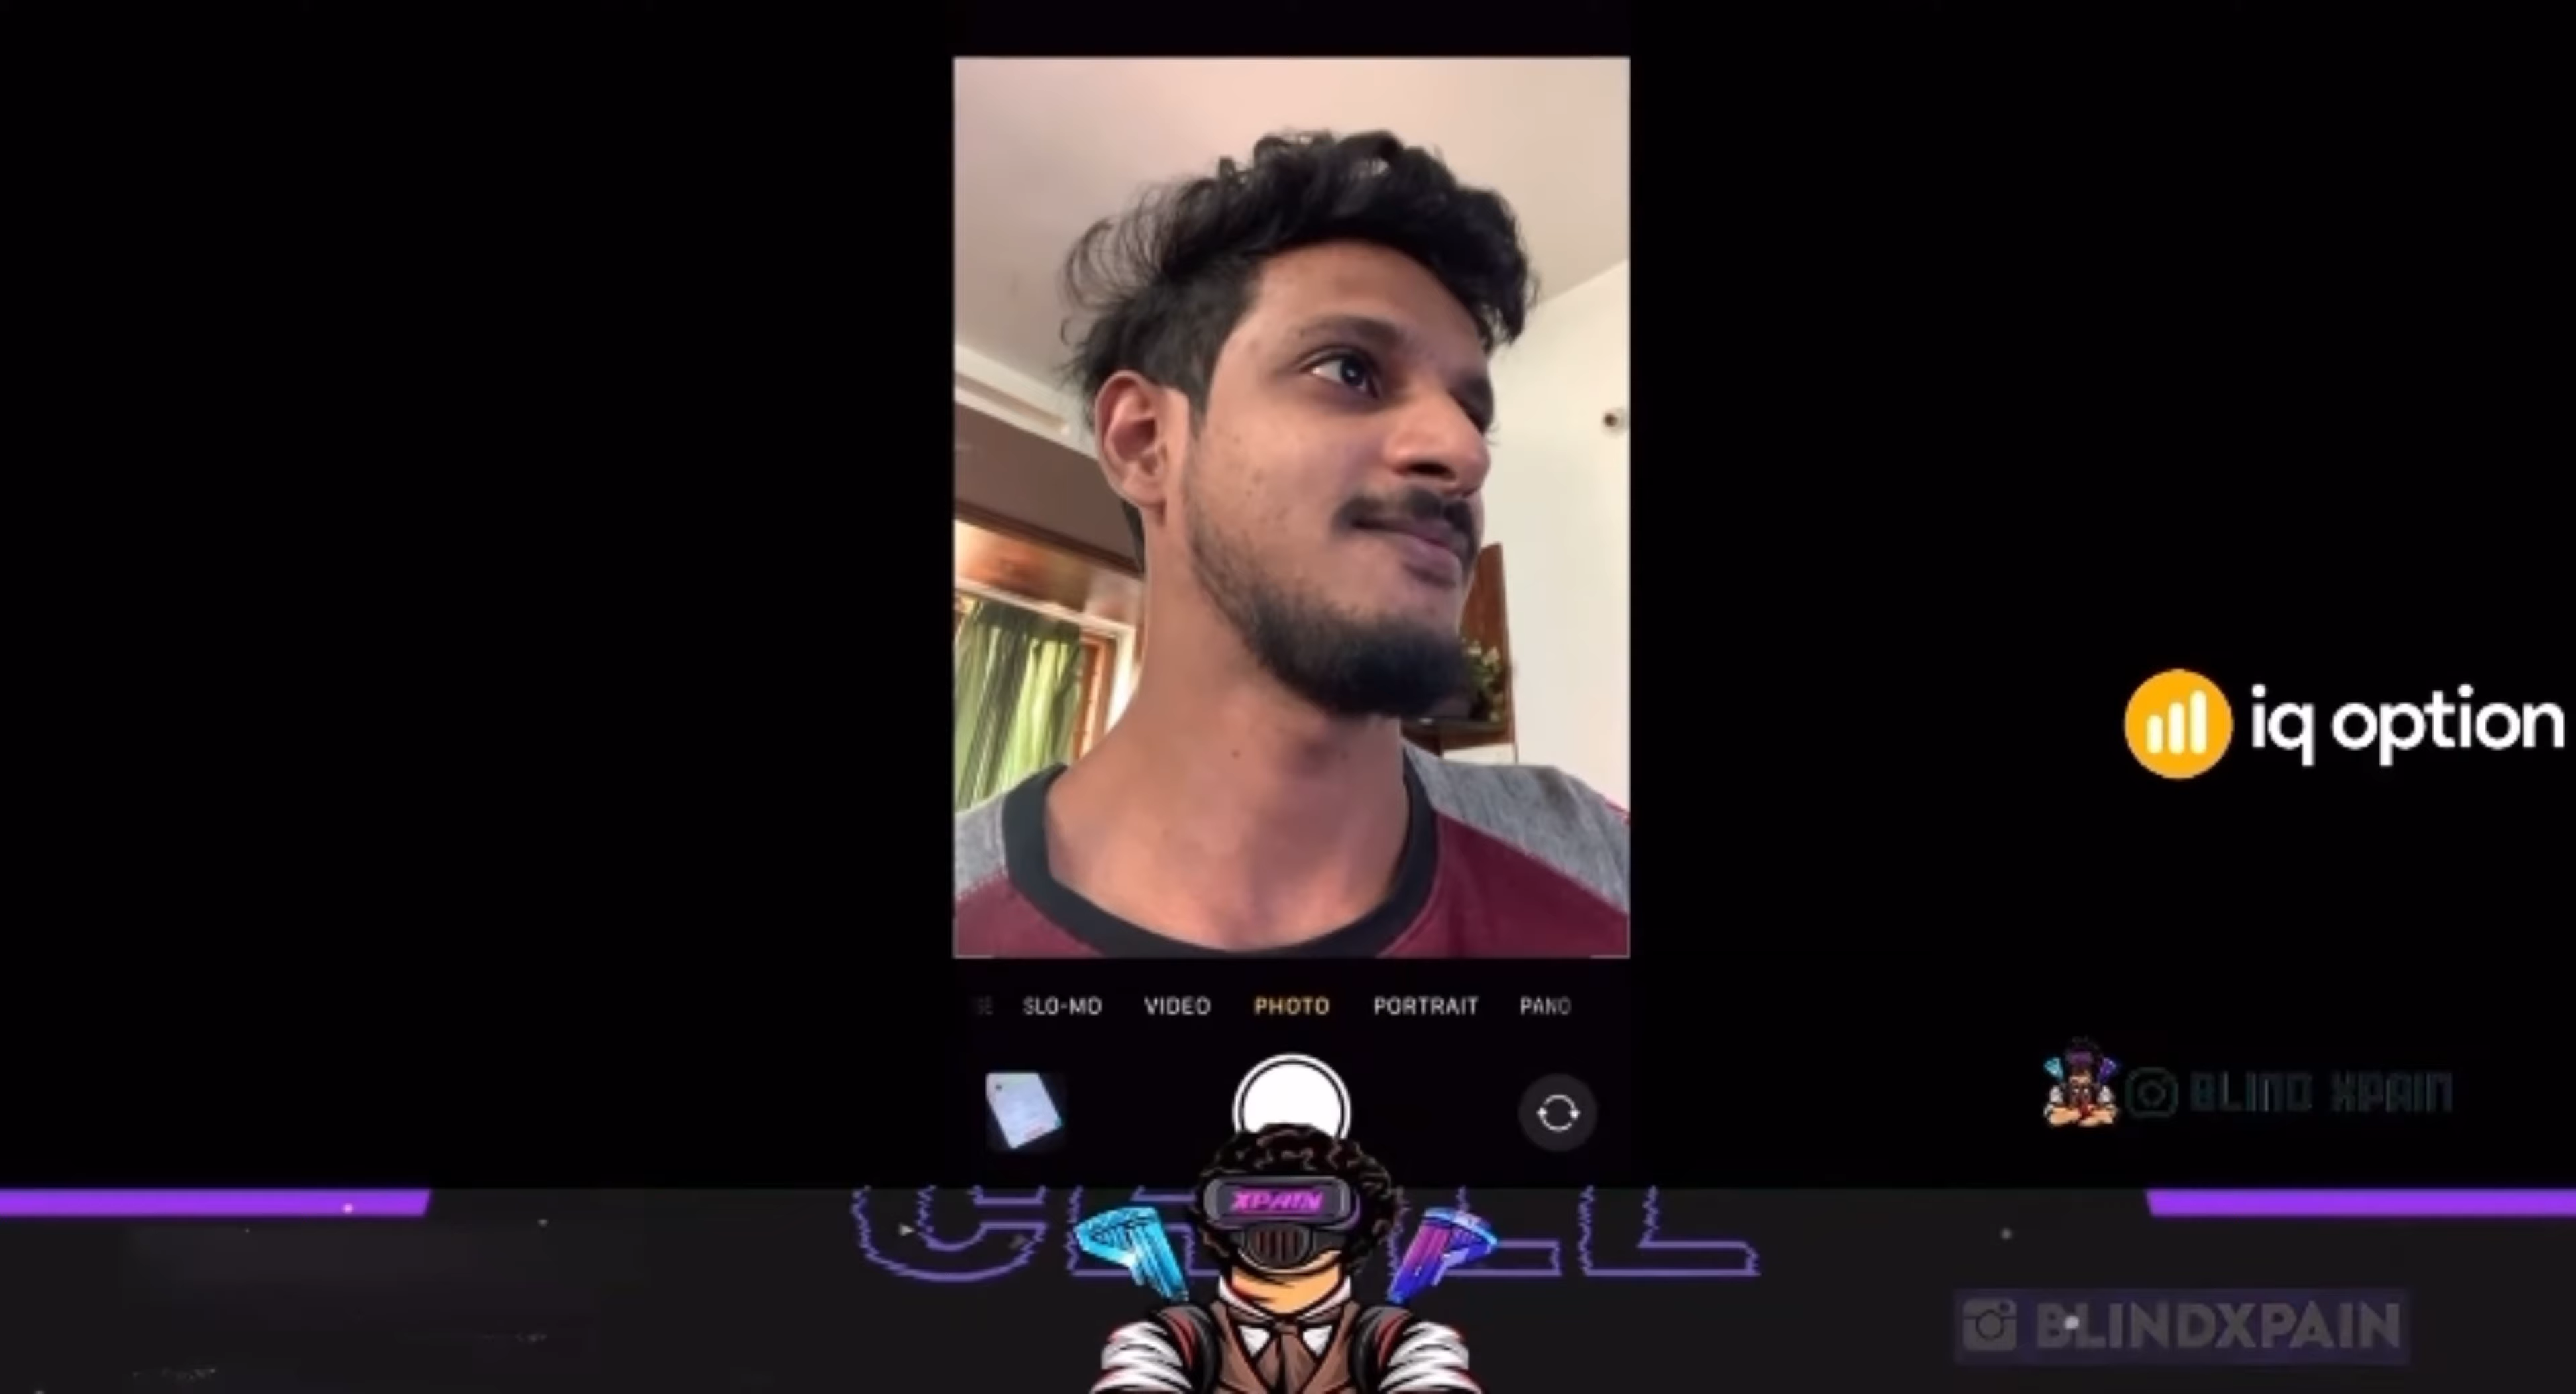 iq option
SLO-MO VIDEO PHOTO PORTRAIT PANO
BLIND XPAIN
XPAIN
BLINDXPAIN